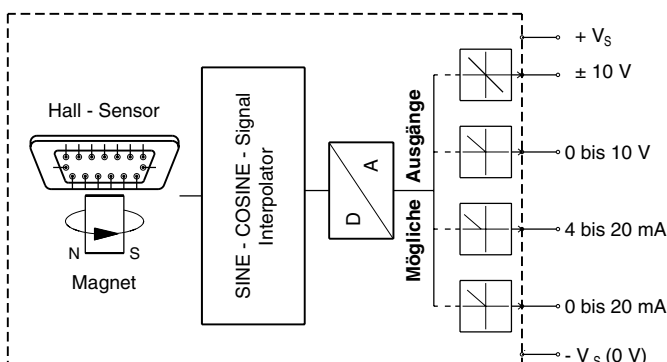 Hall - Sensor
N S
Magnet
SINE - COSINE - Signal
Interpolator
D A
Mögliche Ausgänge
+ VS
± 10 V
0 bis 10 V
4 bis 20 mA
0 bis 20 mA
- VS (0 V)